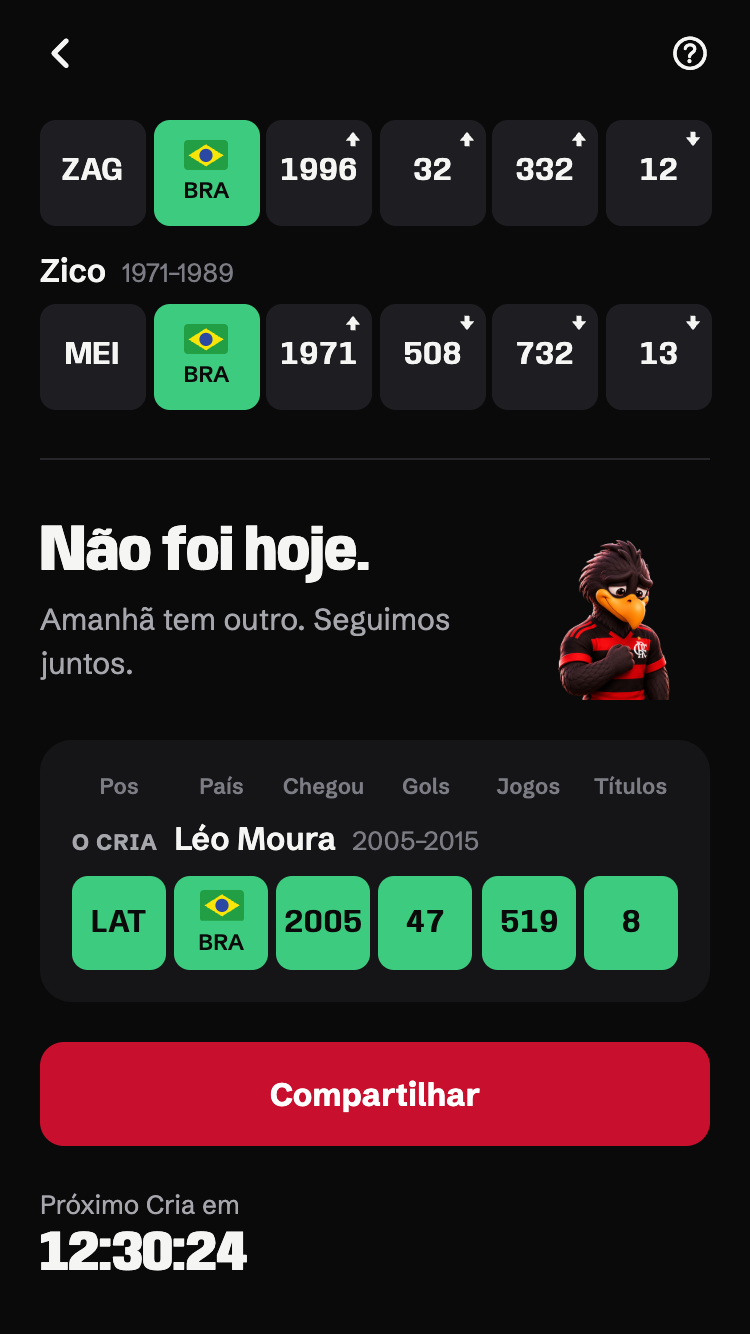 ZAG BRA 1996 32 332 12
Zico 1971–1989
MEI BRA 1971 508 732 13
Não foi hoje.
Amanhã tem outro. Seguimos
juntos.
Pos País Chegou Gols Jogos Títulos
O CRIA Léo Moura 2005–2015
LAT BRA 2005 47 519 8
Compartilhar
Próximo Cria em
12:30:24